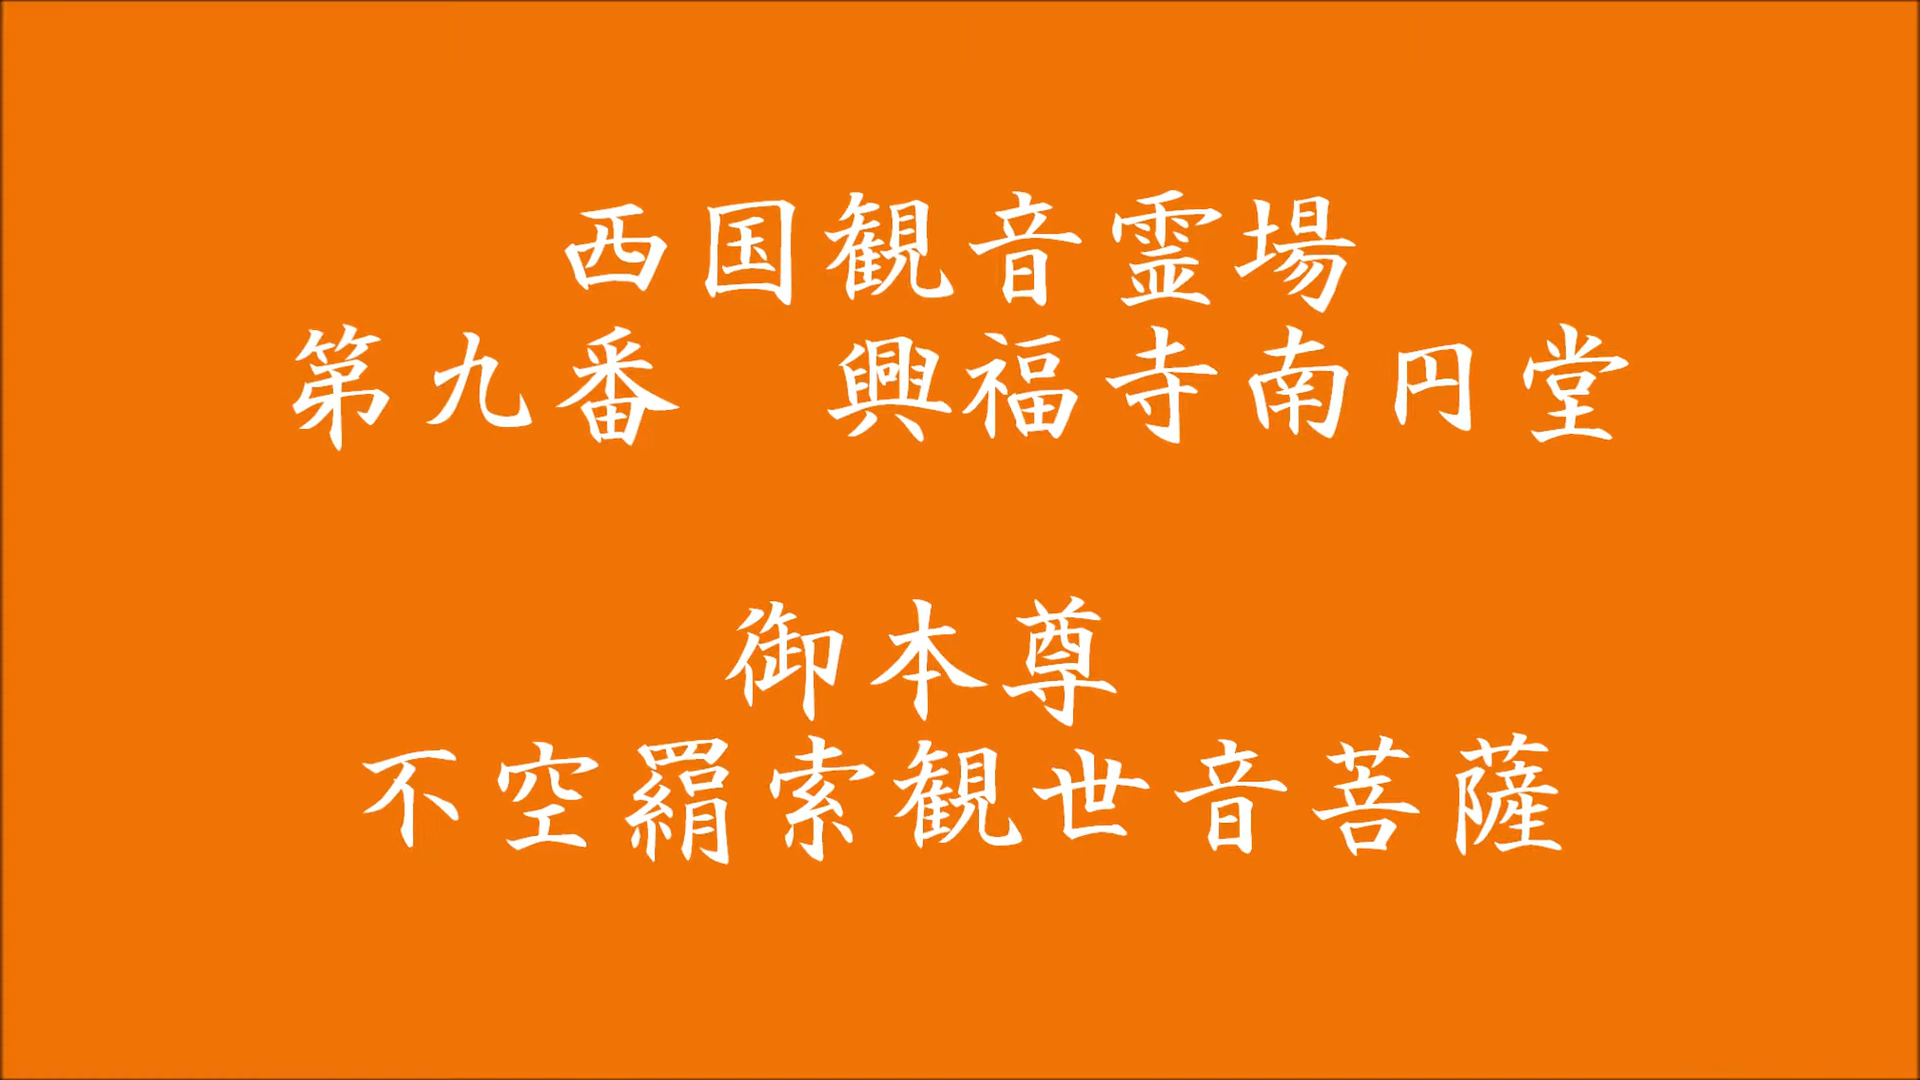 西国観音霊場
第九番　興福寺南円堂
御本尊
不空羂索観世音菩薩